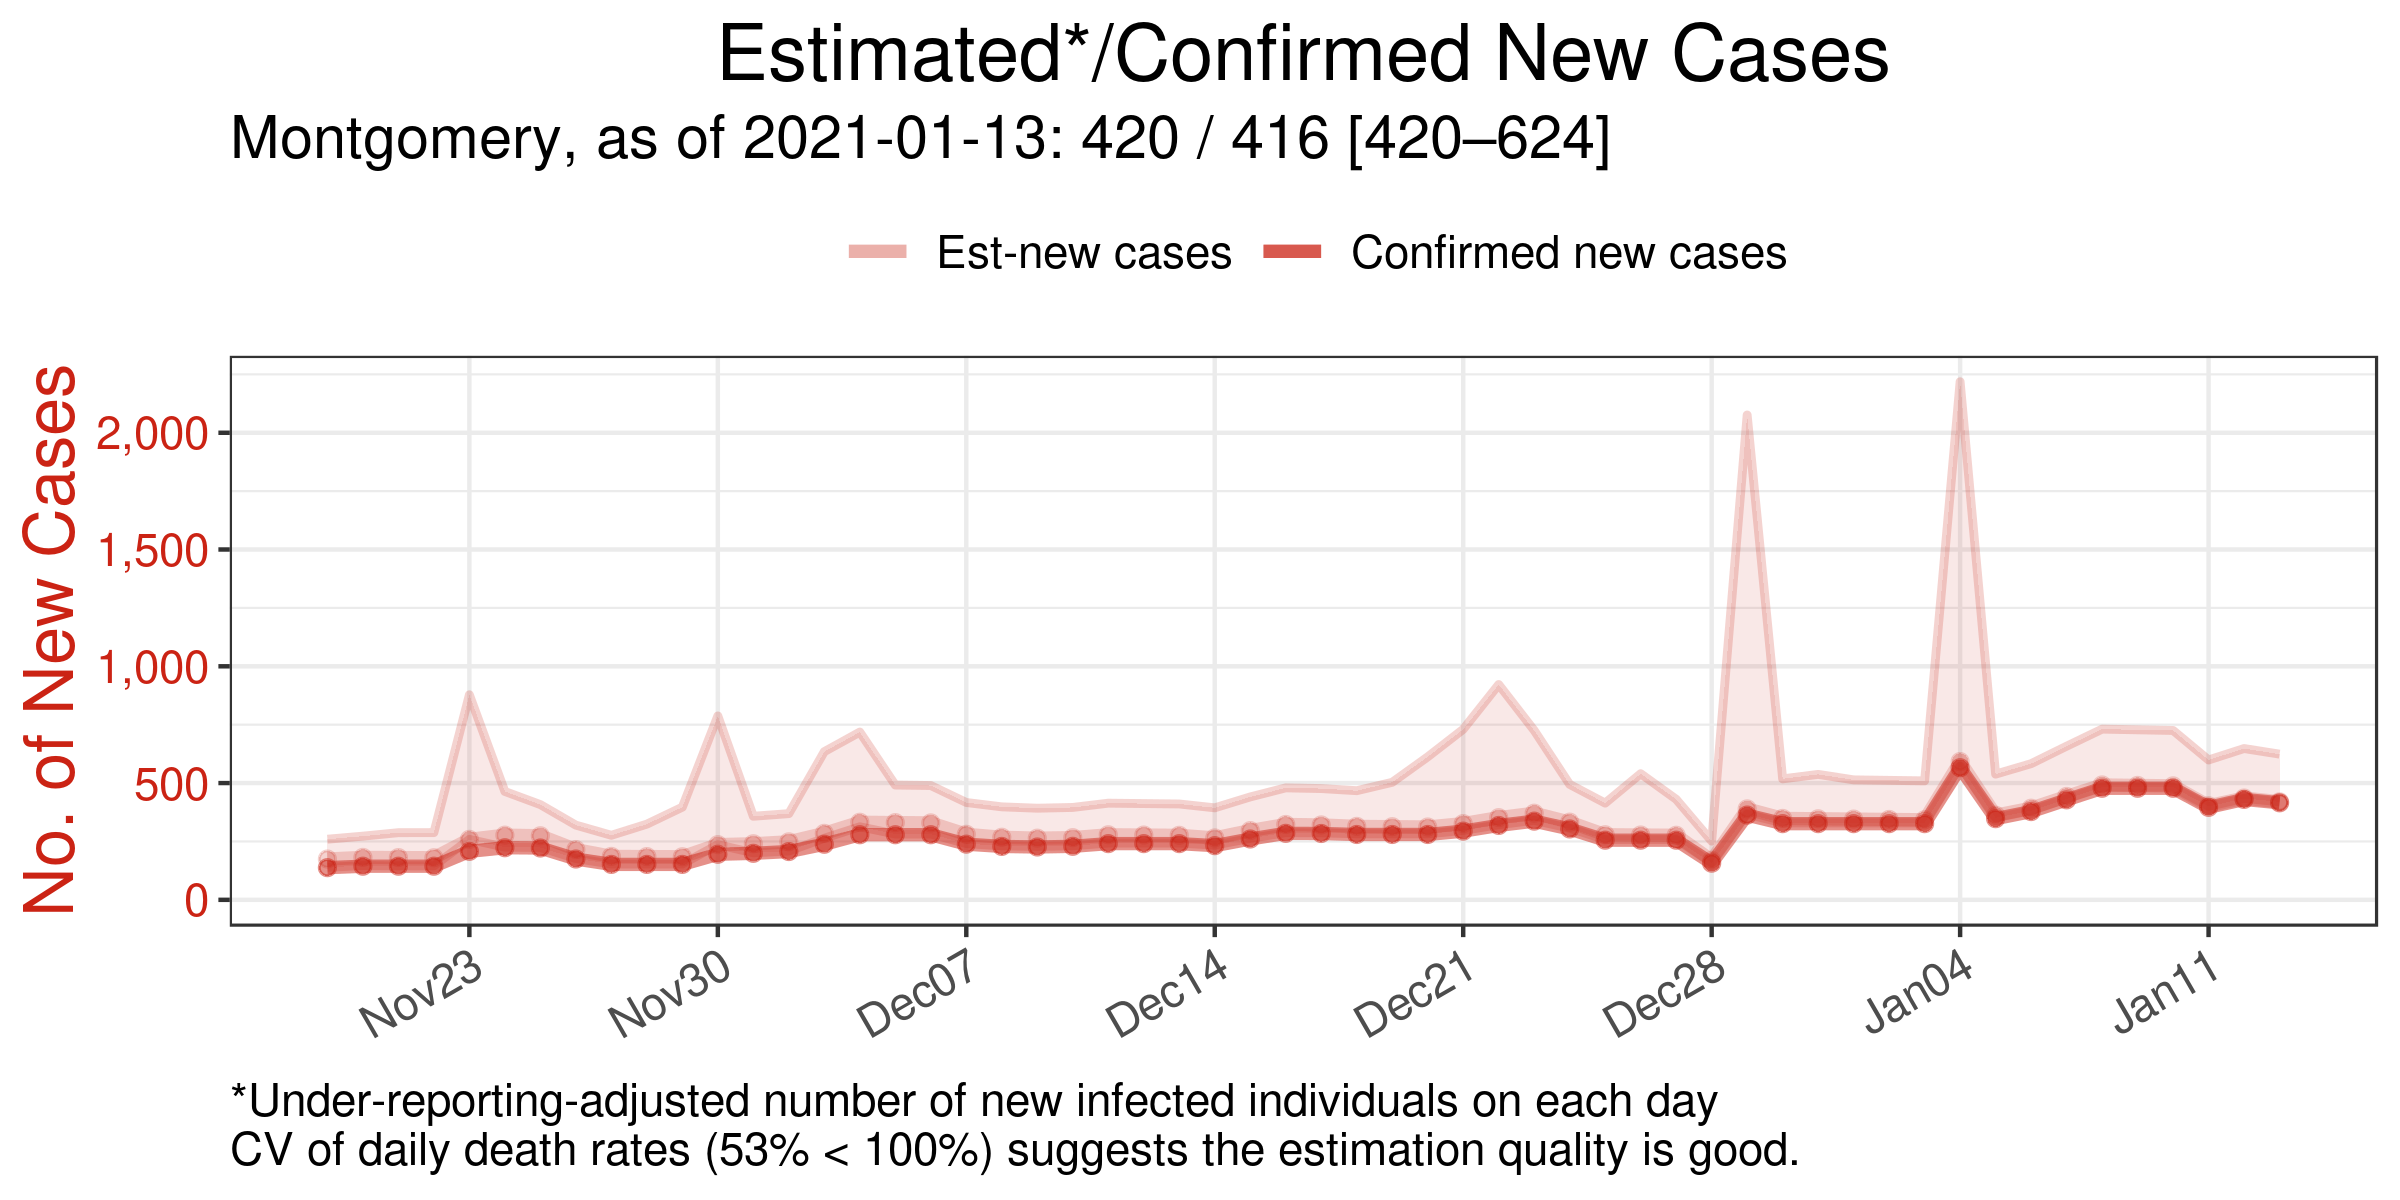 Estimated*/Confirmed New Cases
Montgomery, as of 2021-01-13: 420 / 416 [420–624]
Est-new cases
Confirmed new cases
No. of New Cases
2,000
1,500
1,000
500
0
Nov23
Nov30
Dec07
Dec14
Dec21
Dec28
Jan04
Jan11
*Under-reporting-adjusted number of new infected individuals on each day
CV of daily death rates (53% < 100%) suggests the estimation quality is good.